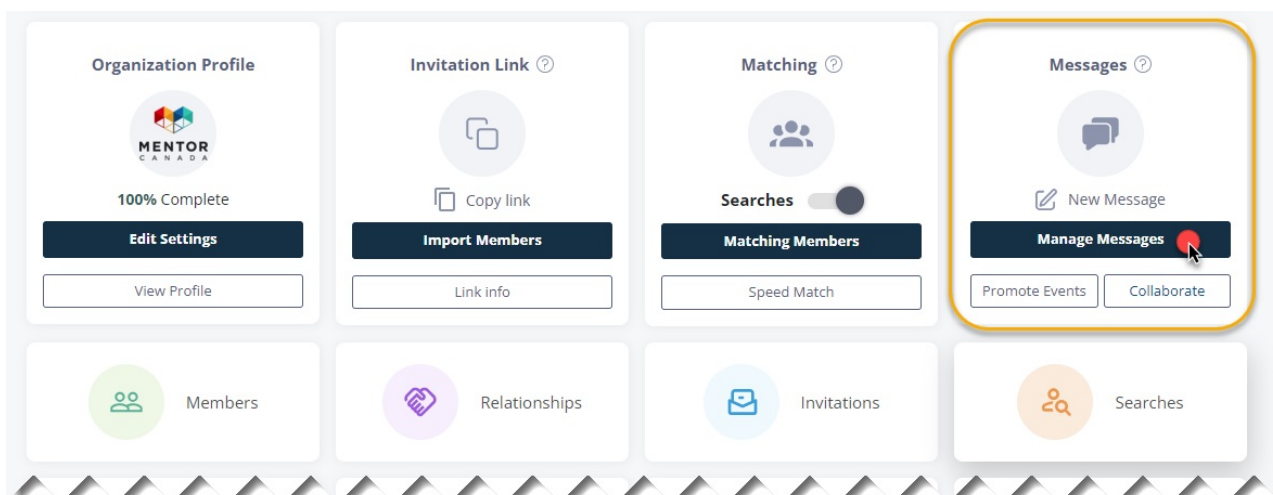 Organization Profile
MENTOR
CANADA
100% Complete
Edit Settings
View Profile
Invitation Link ?
Copy link
Import Members
Link info
Matching ?
Searches
Matching Members
Speed Match
Messages ?
New Message
Manage Messages
Promote Events
Collaborate
Members
Relationships
Invitations
Searches